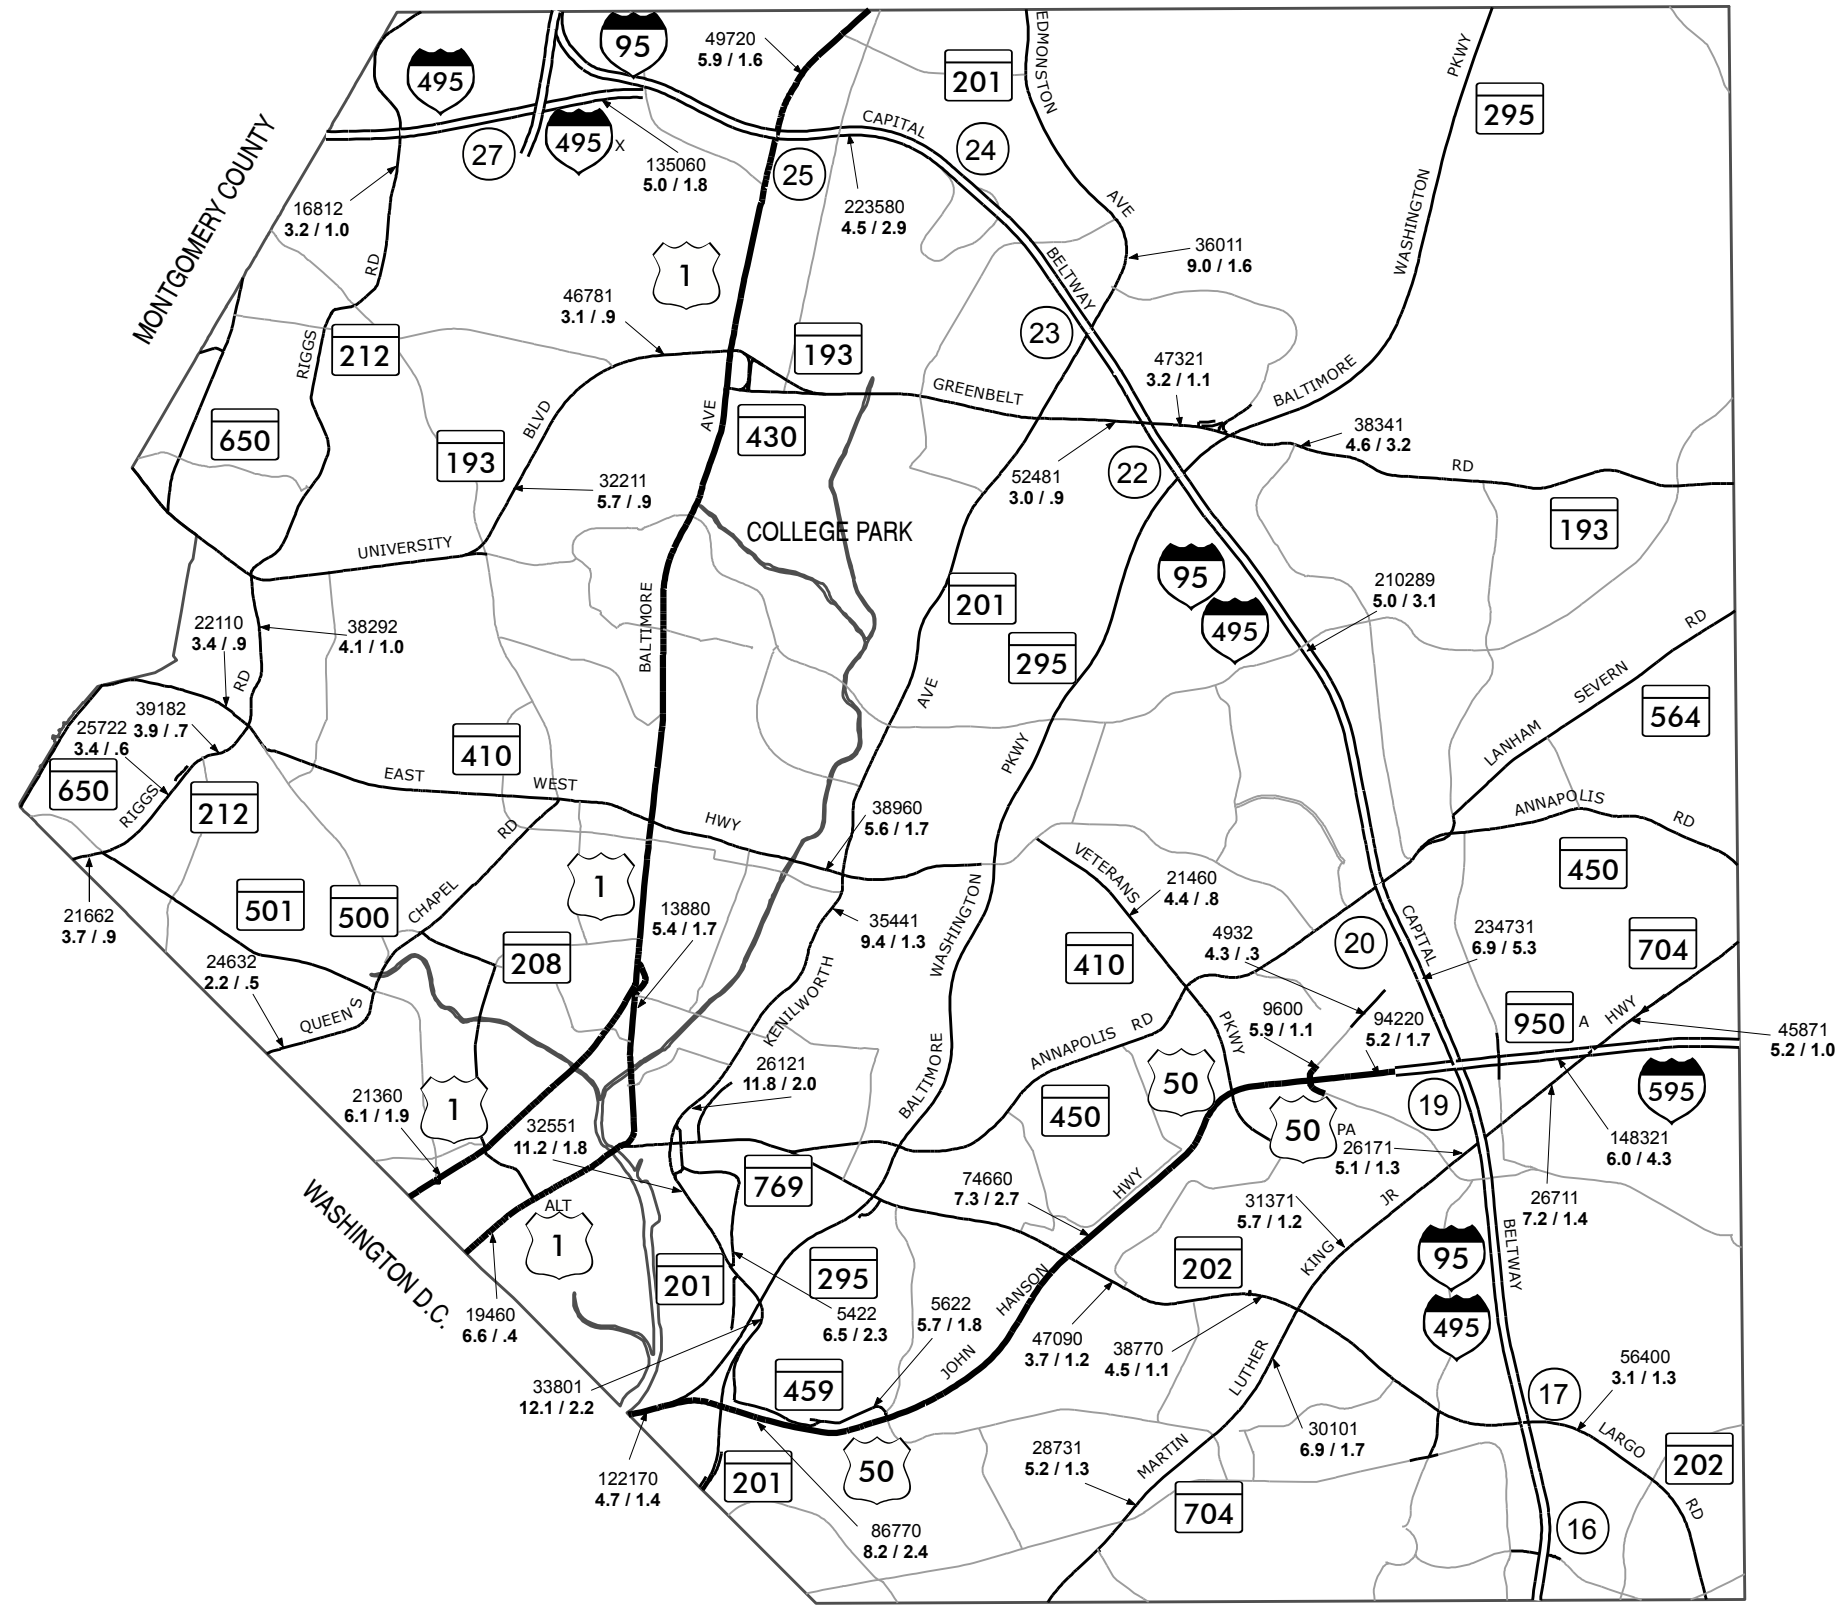 95
49720
5.9 / 1.6
EDMONSTON
495
201
PKWY
295
CAPITAL
24
27
495
X
135060
5.0 / 1.8
25
MONTGOMERY COUNTY
16812
3.2 / 1.0
223580
4.5 / 2.9
AVE
WASHINGTON
36011
9.0 / 1.6
RD
1
BELTWAY
46781
3.1 / .9
23
RIGGS
212
193
47321
3.2 / 1.1
GREENBELT
BALTIMORE
650
BLVD
AVE
430
38341
4.6 / 3.2
193
22
RD
52481
3.0 / .9
32211
5.7 / .9
COLLEGE PARK
193
UNIVERSITY
95
210289
5.0 / 3.1
BALTIMORE
201
495
22110
3.4 / .9
38292
4.1 / 1.0
RD
295
RD
SEVERN
AVE
564
39182
3.9 / .7
25722
3.4 / .6
410
LANHAM
PKWY
650
EAST
WEST
RIGGS
212
ANNAPOLIS
RD
38960
5.6 / 1.7
HWY
RD
VETERANS
450
1
CHAPEL
21460
4.4 / .8
501
500
21662
3.7 / .9
13880
5.4 / 1.7
35441
9.4 / 1.3
WASHINGTON
CAPITAL
234731
6.9 / 5.3
4932
4.3 / .3
20
704
208
410
24632
2.2 / .5
KENILWORTH
QUEEN'S
9600
5.9 / 1.1
94220
5.2 / 1.7
950
A
HWY
45871
5.2 / 1.0
ANNAPOLIS
RD
PKWY
26121
11.8 / 2.0
BALTIMORE
50
595
21360
6.1 / 1.9
1
450
19
50
PA
32551
11.2 / 1.8
148321
6.0 / 4.3
26171
5.1 / 1.3
769
74660
7.3 / 2.7
HWY
WASHINGTON D.C.
ALT
31371
5.7 / 1.2
JR
26711
7.2 / 1.4
1
KING
95
BELTWAY
201
295
202
HANSON
19460
6.6 / .4
5422
6.5 / 2.3
5622
5.7 / 1.8
495
47090
3.7 / 1.2
38770
4.5 / 1.1
JOHN
LUTHER
56400
3.1 / 1.3
33801
12.1 / 2.2
459
17
30101
6.9 / 1.7
LARGO
28731
5.2 / 1.3
MARTIN
50
202
122170
4.7 / 1.4
201
704
RD
16
86770
8.2 / 2.4